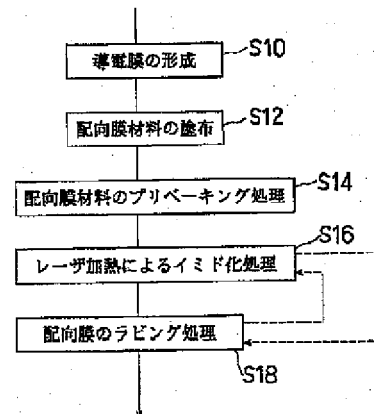 S10
導電膜の形成
S12
配向膜材料の塗布
S14
配向膜材料のプリベーキング処理
S16
レーザ加熱によるイミド化処理
配向膜のラビング処理
S18